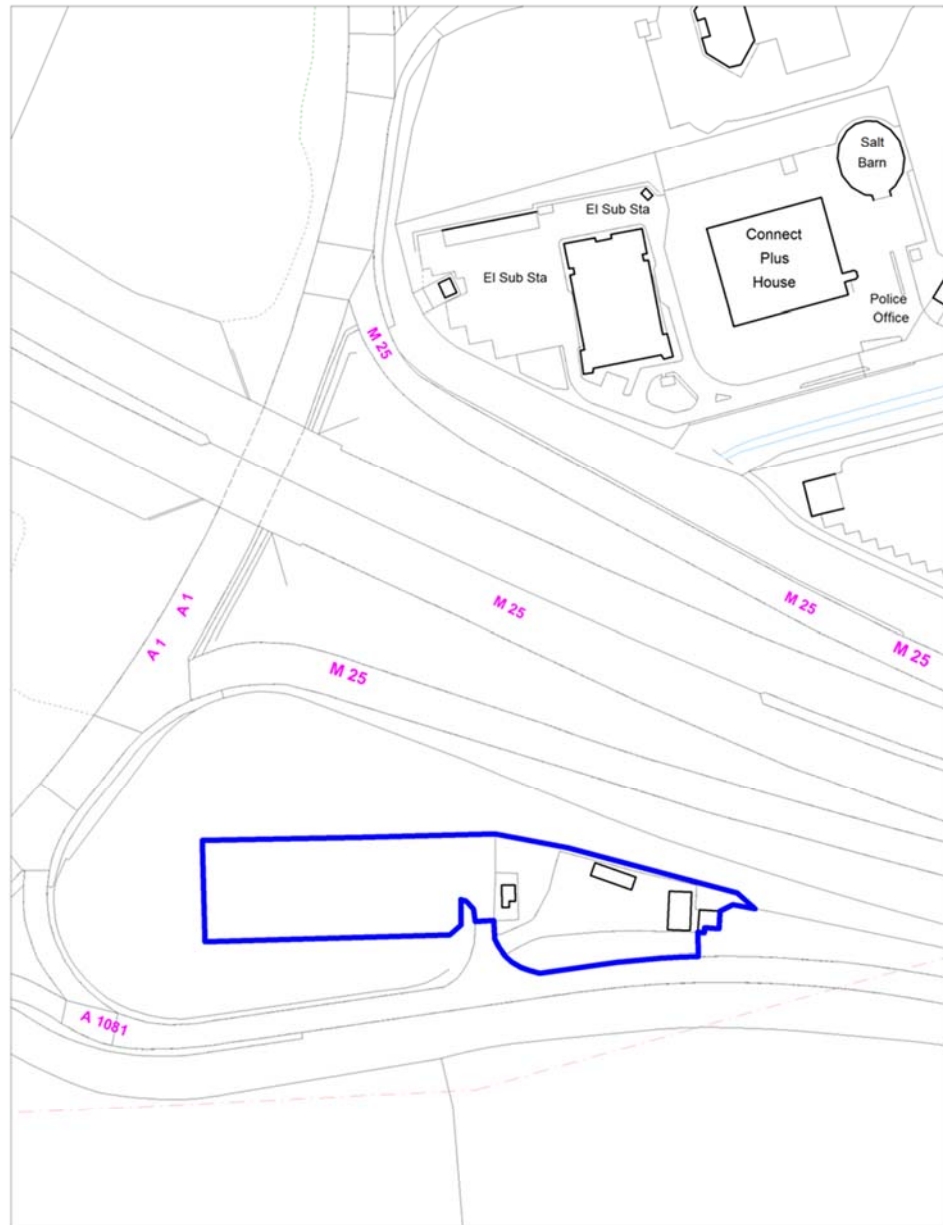 Salt
Barn
El Sub Sta
Connect
Plus
House
El Sub Sta
Police
Office
M 25
M 25
M 25
A 1
A 1
M 25
M 25
A 1081